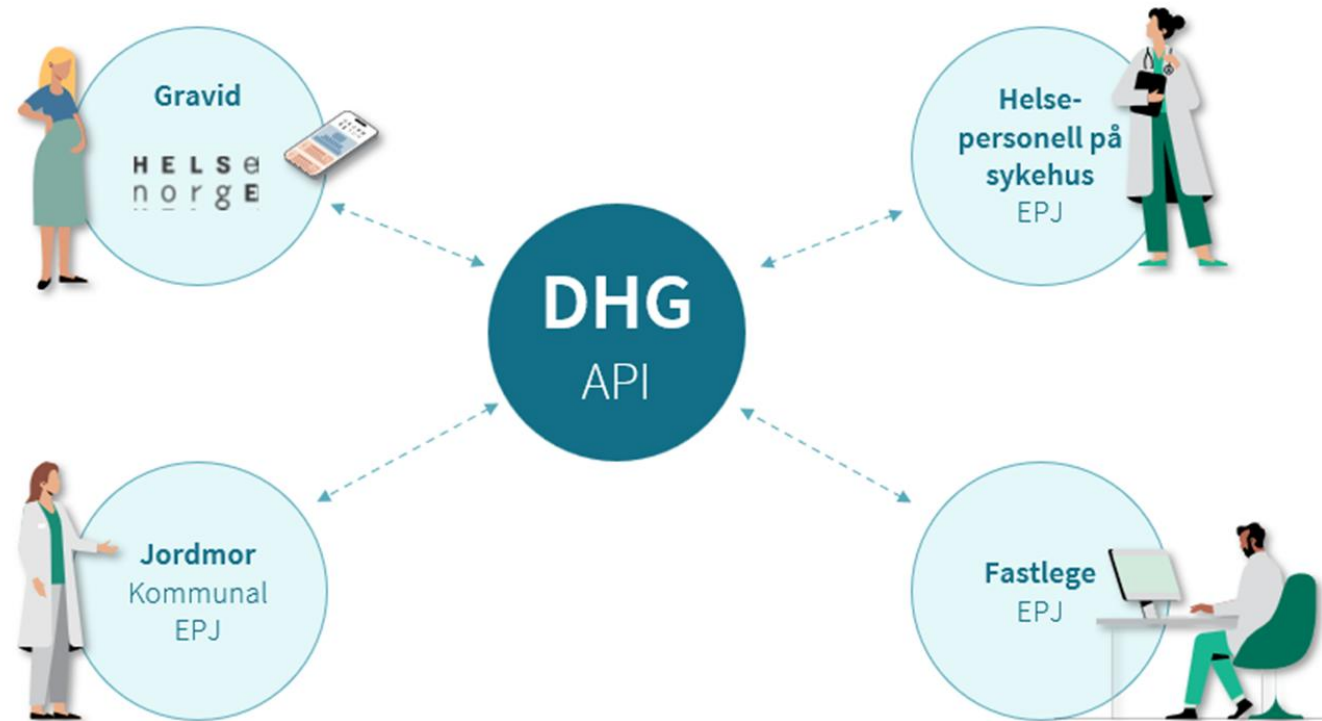 Gravid
HELSe
norgE
Helse-
personell på
sykehus
EPJ
DHG
API
Jordmor
Kommunal
EPJ
Fastlege
EPJ